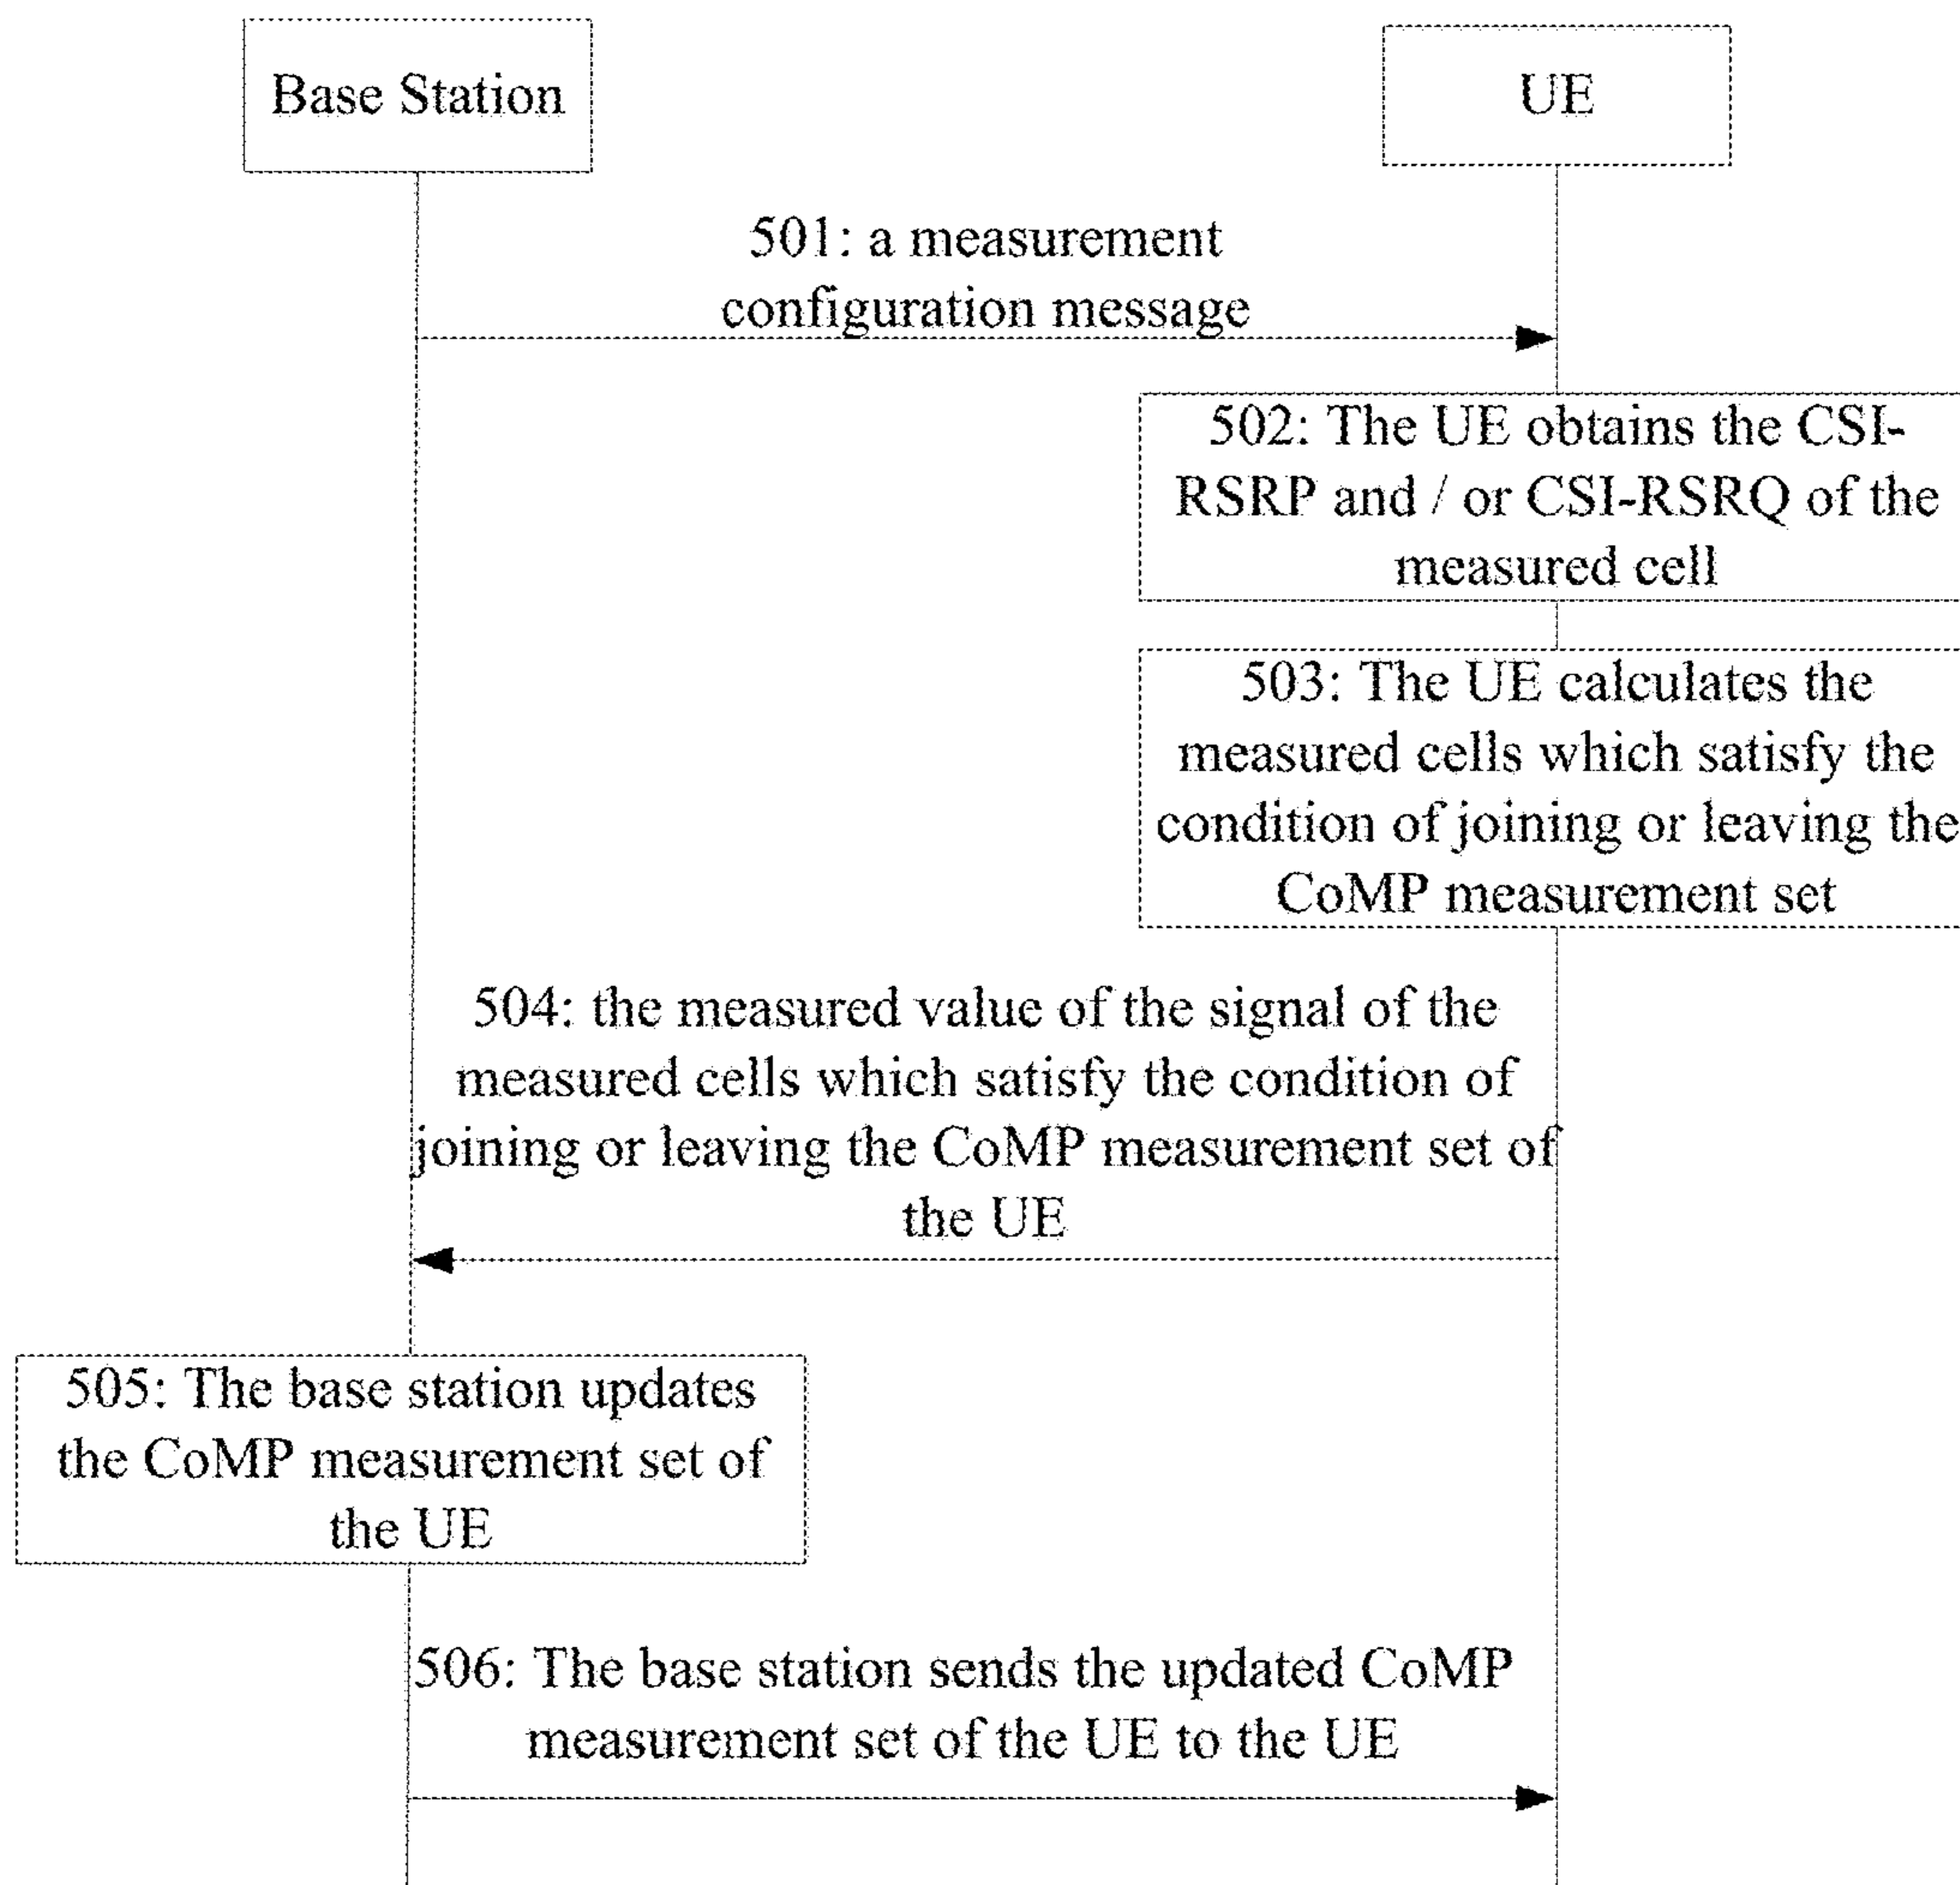 Base Station
UE
501: a measurement
configuration message
502: The UE obtains the CSI-
RSRP and / or CSI-RSRQ of the
measured cell
503: The UE calculates the
measured cells which satisfy the
condition of joining or leaving the
CoMP measurement set
504: the measured value of the signal of the
measured cells which satisfy the condition of
joining or leaving the CoMP measurement set of
the UE
505: The base station updates
the CoMP measurement set of
the UE
506: The base station sends the updated CoMP
measurement set of the UE to the UE